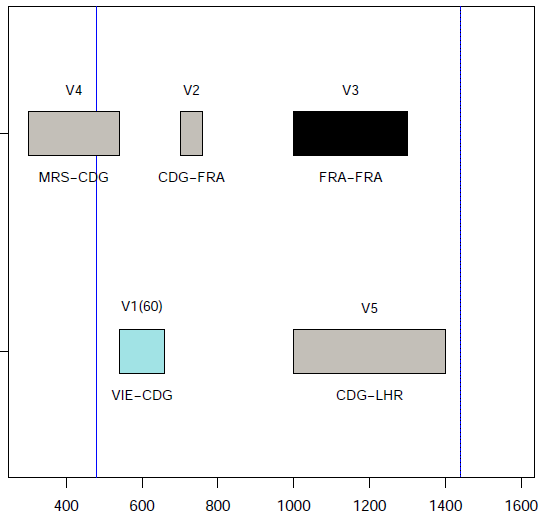 V4 V2 V3
MRS–CDG CDG–FRA FRA–FRA
V1(60) V5
VIE–CDG CDG–LHR
400 600 800 1000 1200 1400 1600